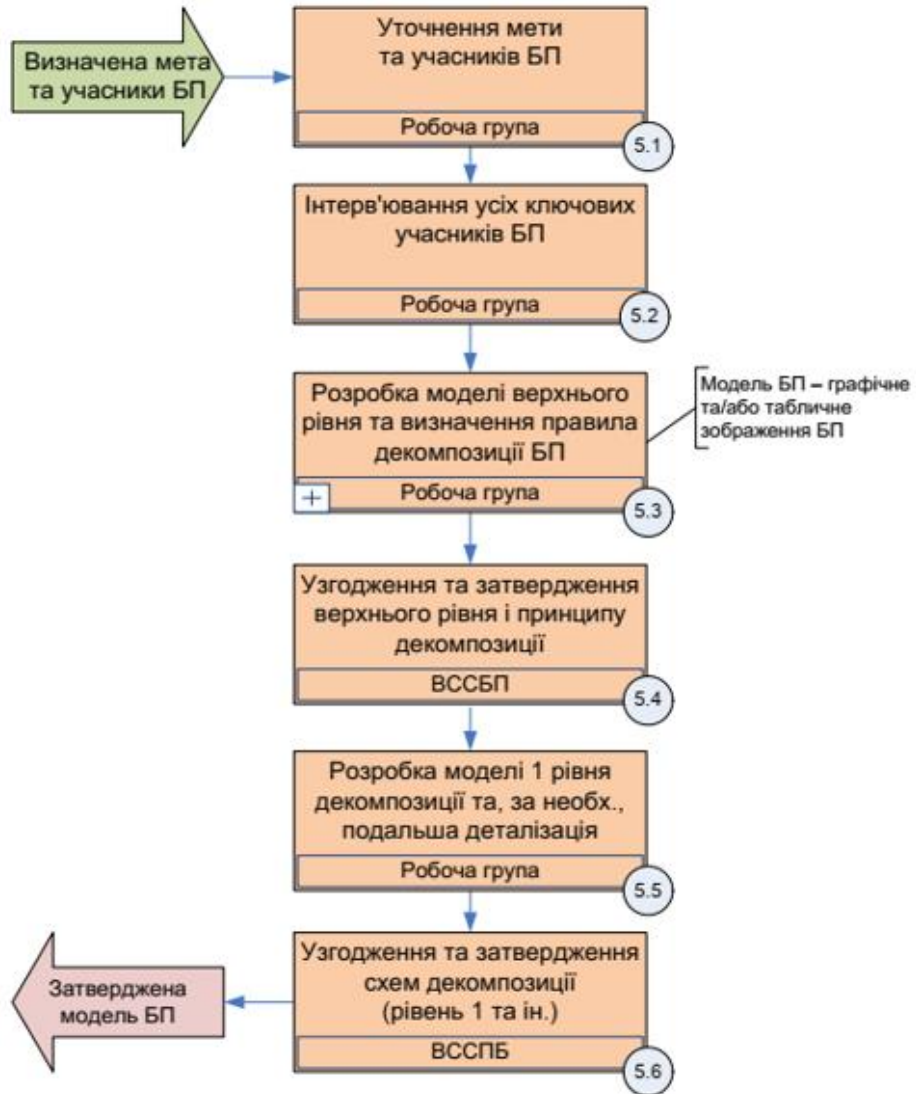 Визначена мета
та учасники БП
Уточнення мети
та учасників БП
Робоча група
5.1
Інтерв'ювання усіх ключових
учасників БП
Робоча група
5.2
Розробка моделі верхнього
рівня та визначення правила
декомпозиції БП
Робоча група
5.3
Модель БП – графічне
та/або табличне
зображення БП
Узгодження та затвердження
верхнього рівня і принципу
декомпозиції
ВССБП
5.4
Розробка моделі 1 рівня
декомпозиції та, за необх.,
подальша деталізація
Робоча група
5.5
Узгодження та затвердження
схем декомпозиції
(рівень 1 та ін.)
ВССПБ
5.6
Затверджена
модель БП